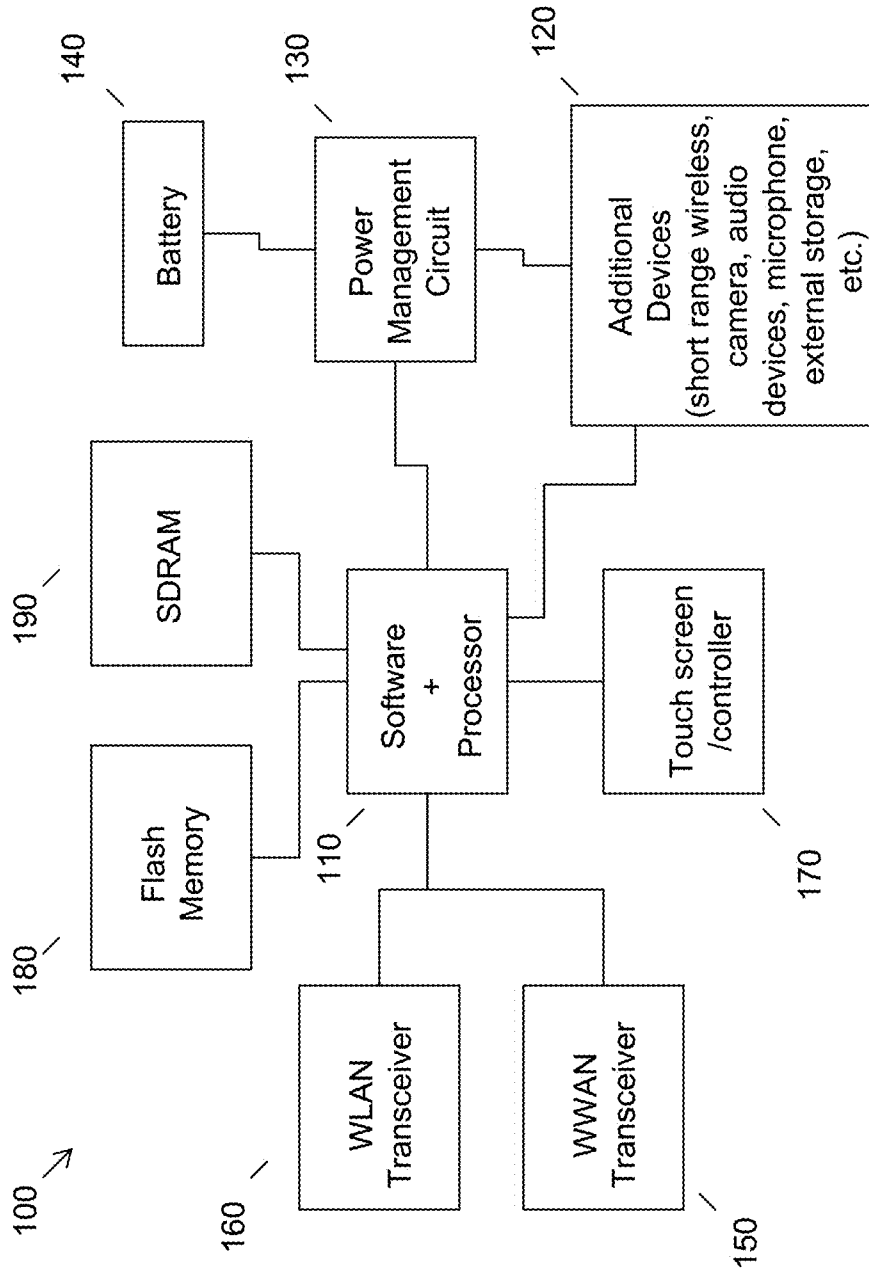 100
160
WLAN
Transceiver
WWAN
Transceiver
150
180
Flash
Memory
190
SDRAM
110
Software
+
Processor
Touch screen
/controller
170
140
Battery
130
Power
Management
Circuit
120
Additional
Devices
(short range wireless,
camera, audio
devices, microphone,
external storage,
etc.)